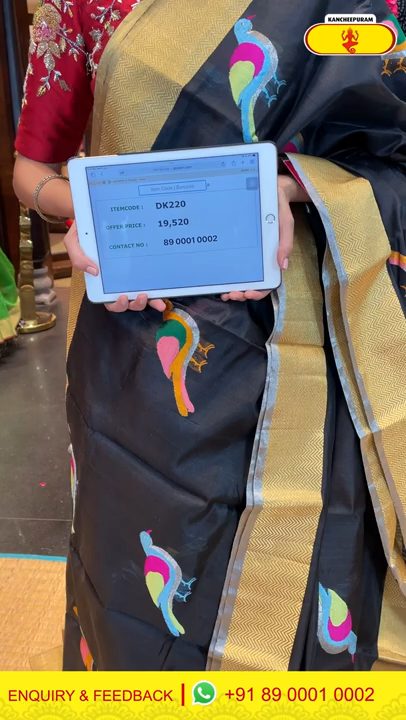 KANCHEEPURAM
ITEMCODE : DK220
OFFER PRICE : 19,520
CONTACT NO : 89 0001 0002
ENQUIRY & FEEDBACK | +91 89 0001 0002